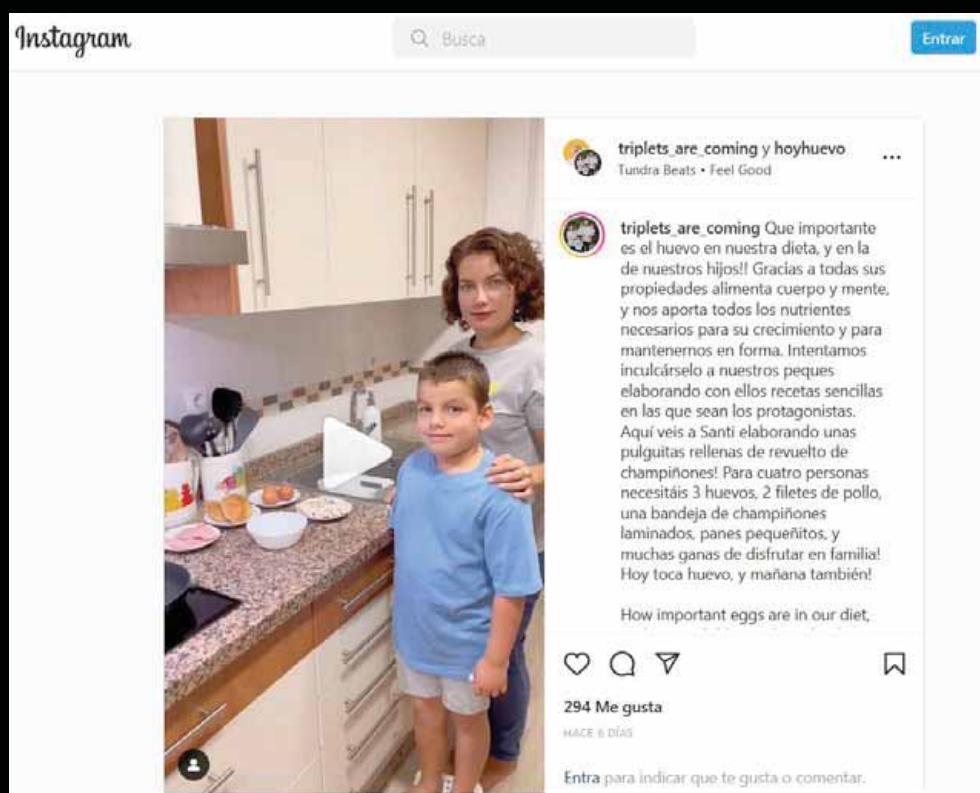 Instagram
Busca
Entrar
triplets_are_coming y hoyhuevo
Tundra Beats • Feel Good
triplets_are_coming Que importante
es el huevo en nuestra dieta, y en la
de nuestros hijos!! Gracias a todas sus
propiedades alimenta cuerpo y mente,
y nos aporta todos los nutrientes
necesarios para su crecimiento y para
mantenernos en forma. Intentamos
inculcárselo a nuestros peques
elaborando con ellos recetas sencillas
en las que sean los protagonistas.
Aquí veis a Santi elaborando unas
pulguitas rellenas de revuelto de
champiñones! Para cuatro personas
necesitáis 3 huevos, 2 filetes de pollo,
una bandeja de champiñones
laminados, panes pequeñitos, y
muchas ganas de disfrutar en familia!
Hoy toca huevo, y mañana también!
How important eggs are in our diet,
294 Me gusta
HACE 6 DÍAS
Entra para indicar que te gusta o comentar.